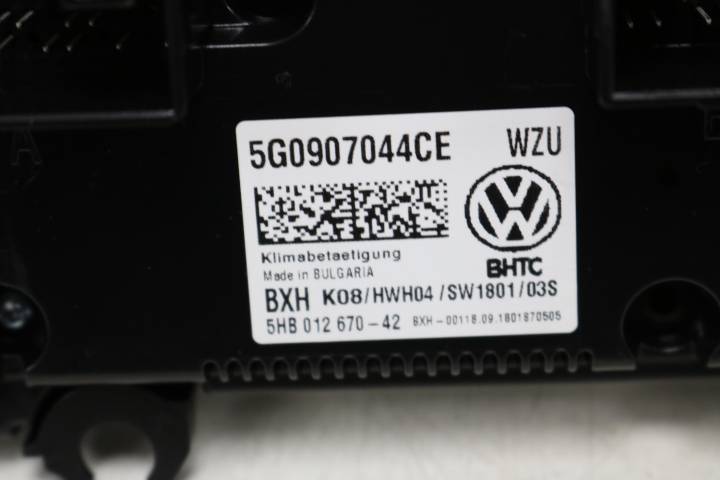 5G0907044CE WZU
Klimabetaetigung
Made in BULGARIA
BHTC
BXH K08/HWH04/SW1801/03S
5HB 012 670-42 BXH-00118.09.1801870505